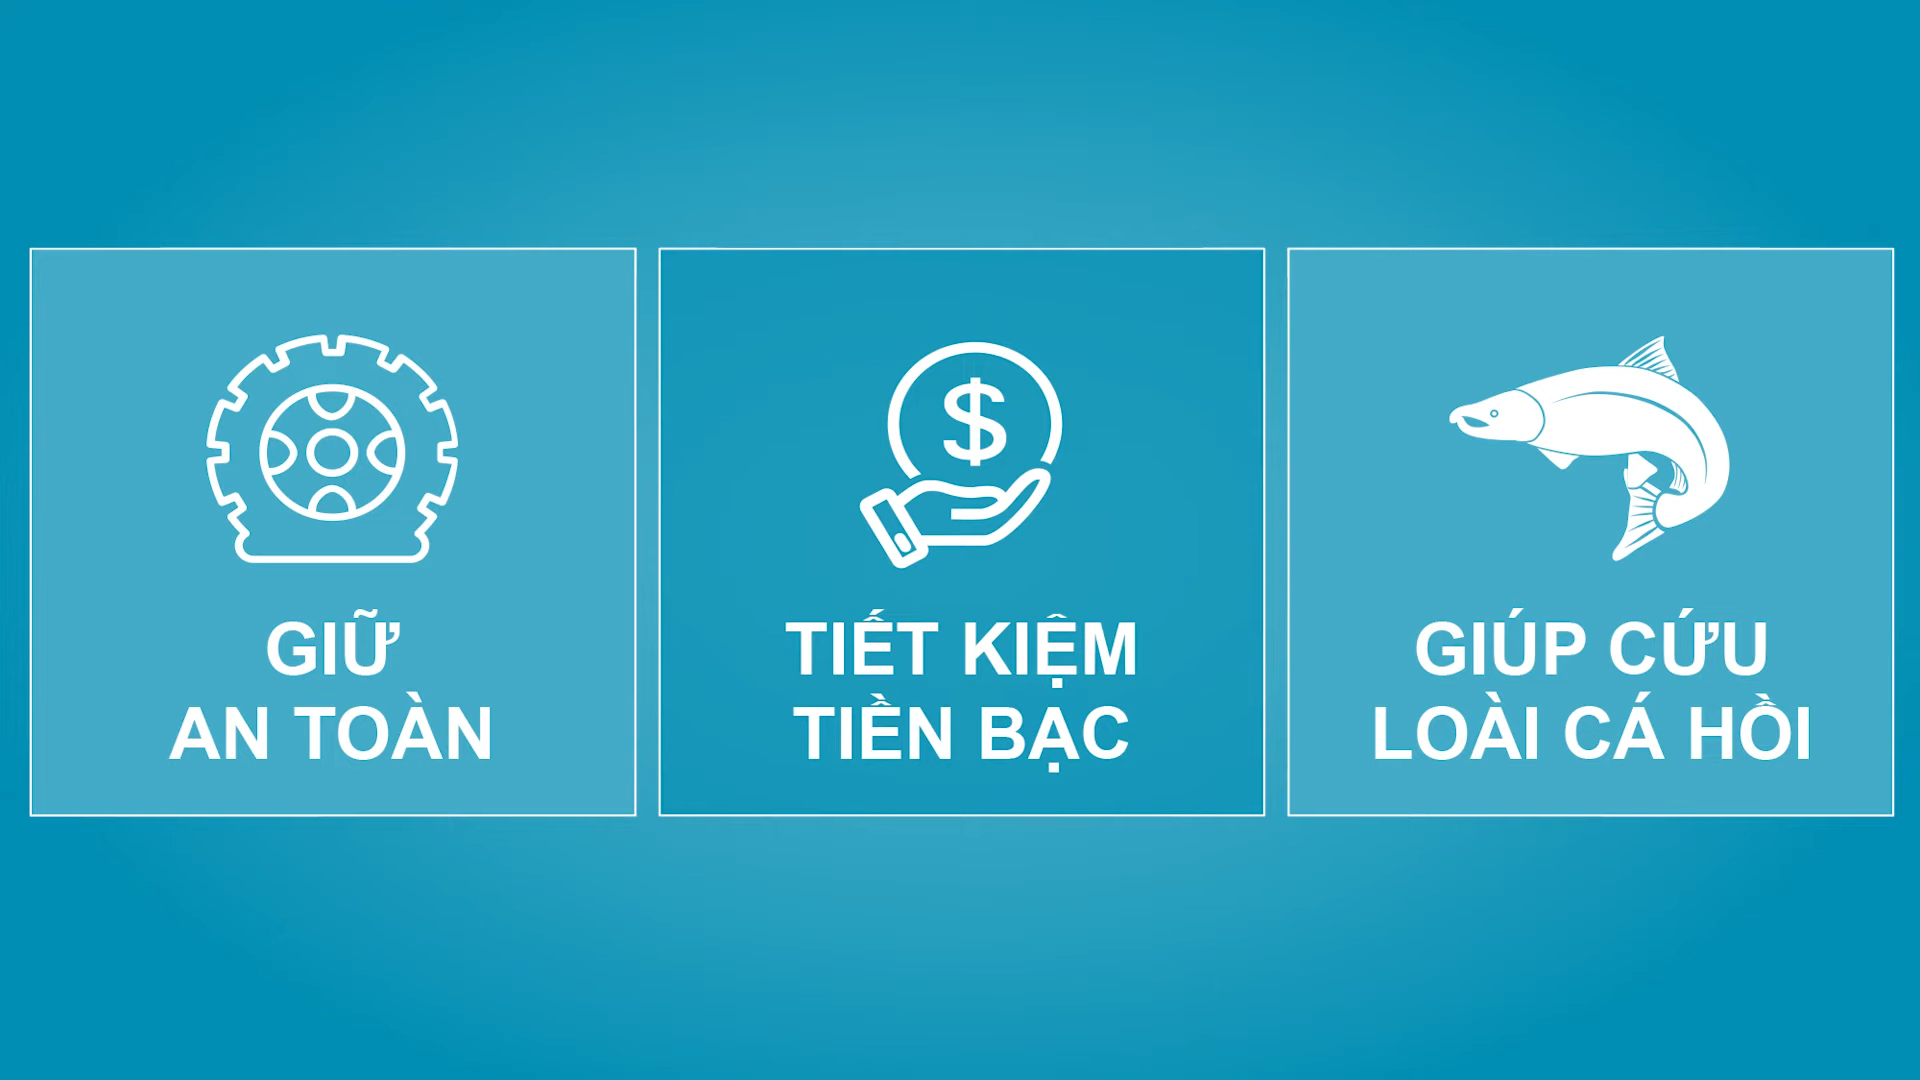 GIỮ
AN TOÀN
$
TIẾT KIỆM
TIỀN BẠC
GIÚP CỨU
LOÀI CÁ HỒI